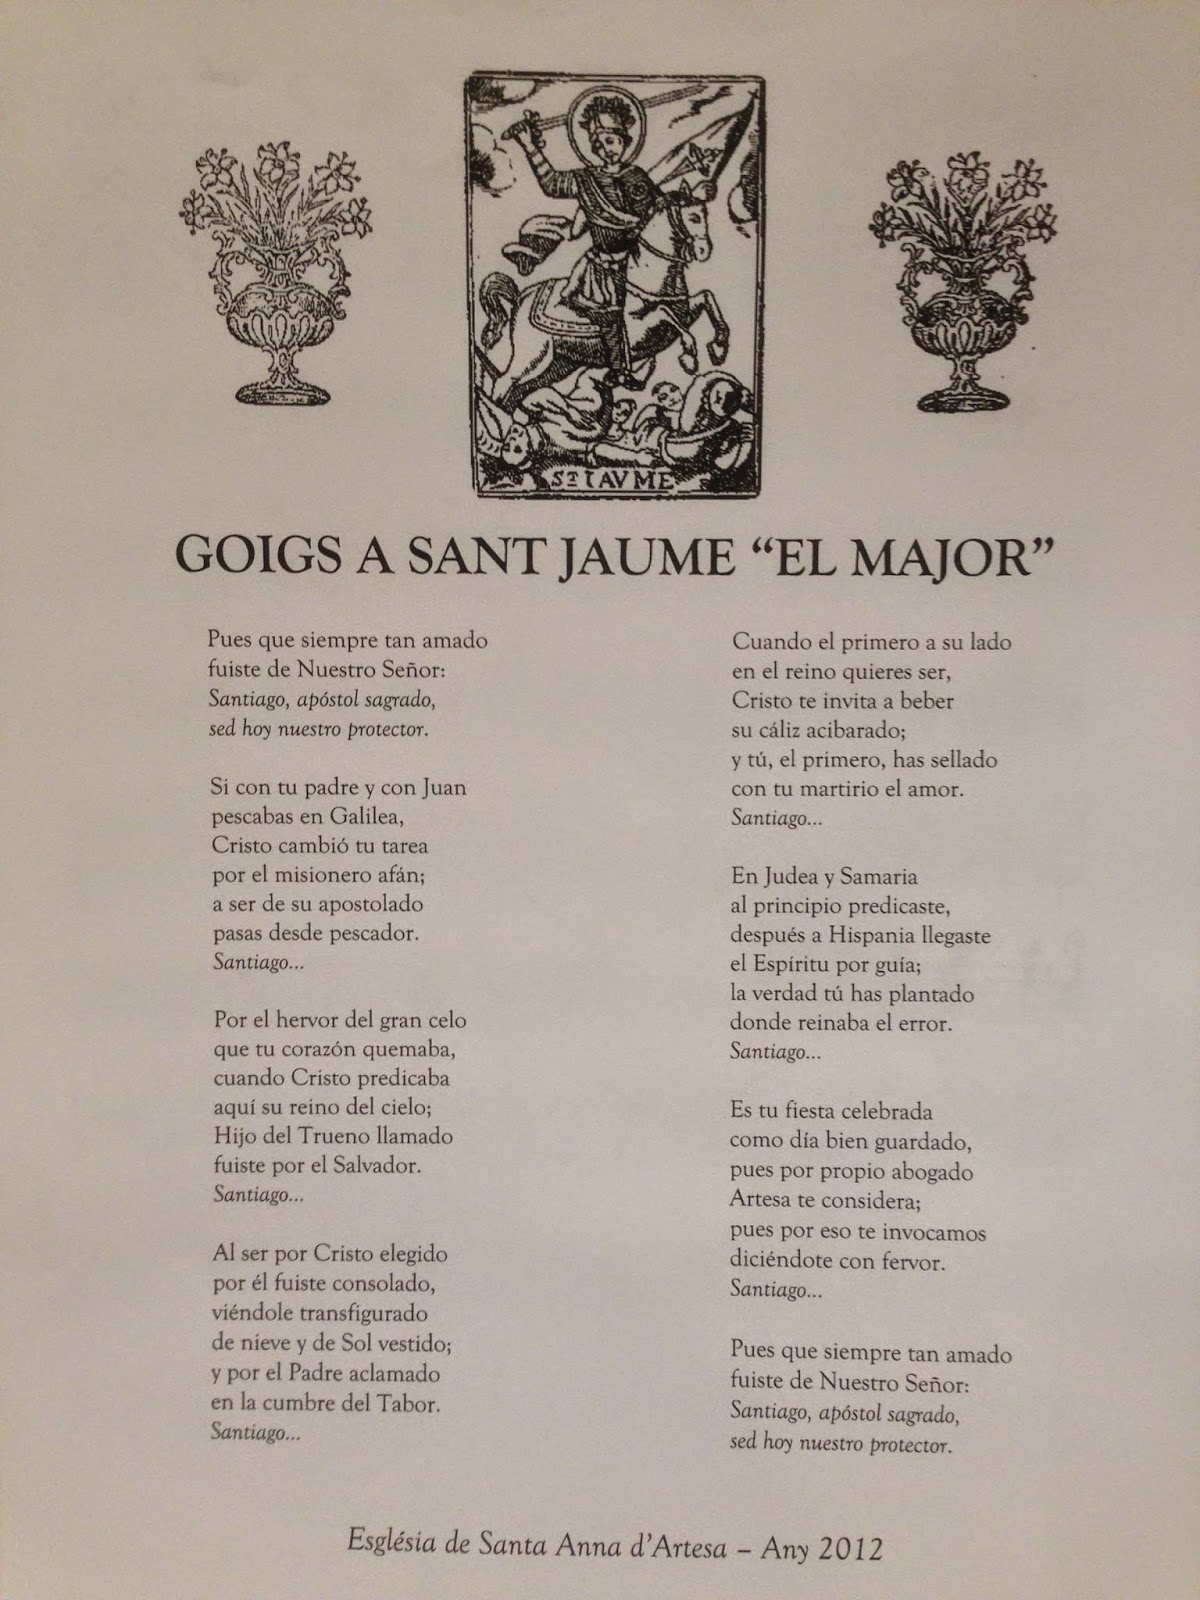 ST IAVME
GOIGS A SANT JAUME “EL MAJOR”
Pues que siempre tan amado
fuiste de Nuestro Señor:
Santiago, apóstol sagrado,
sed hoy nuestro protector.
Si con tu padre y con Juan
pescabas en Galilea,
Cristo cambió tu tarea
por el misionero afán;
a ser de su apostolado
pasas desde pescador.
Santiago...
Por el hervor del gran celo
que tu corazón quemaba,
cuando Cristo predicaba
aquí su reino del cielo;
Hijo del Trueno llamado
fuiste por el Salvador.
Santiago...
Al ser por Cristo elegido
por él fuiste consolado,
viéndole transfigurado
de nieve y de Sol vestido;
y por el Padre aclamado
en la cumbre del Tabor.
Santiago...
Cuando el primero a su lado
en el reino quieres ser,
Cristo te invita a beber
su cáliz acibarado;
y tú, el primero, has sellado
con tu martirio el amor.
Santiago...
En Judea y Samaria
al principio predicaste,
después a Hispania llegaste
el Espíritu por guía;
la verdad tú has plantado
donde reinaba el error.
Santiago...
Es tu fiesta celebrada
como día bien guardado,
pues por propio abogado
Artesa te considera;
pues por eso te invocamos
diciéndote con fervor.
Santiago...
Pues que siempre tan amado
fuiste de Nuestro Señor:
Santiago, apóstol sagrado,
sed hoy nuestro protector.
Església de Santa Anna d’Artesa – Any 2012